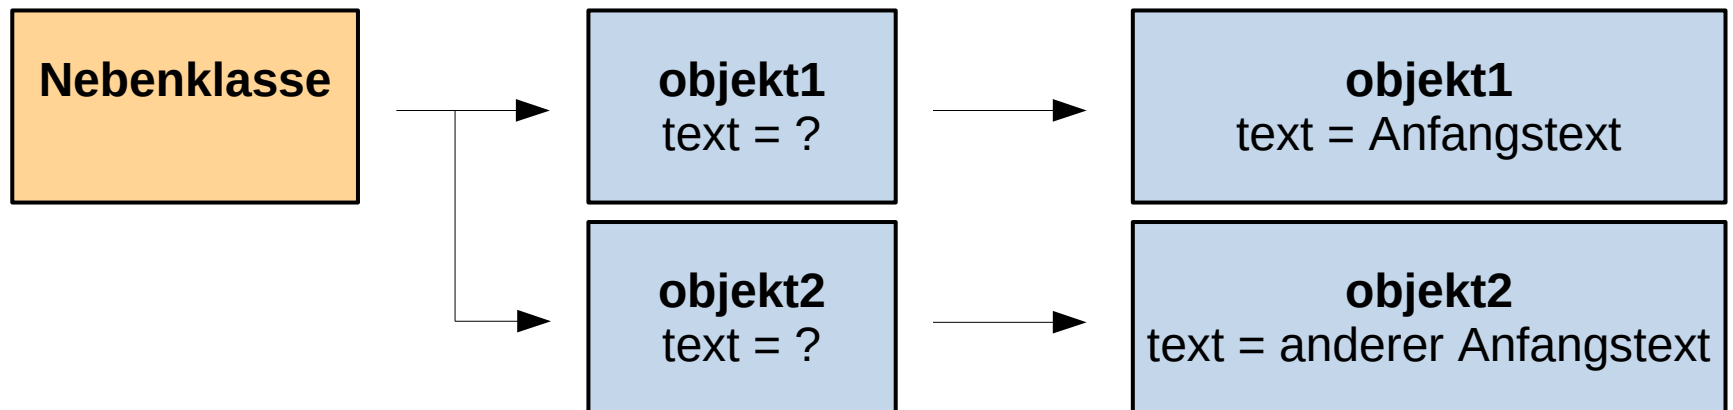 Nebenklasse
objekt1
text = ?
objekt1
text = Anfangstext
objekt2
text = ?
objekt2
text = anderer Anfangstext